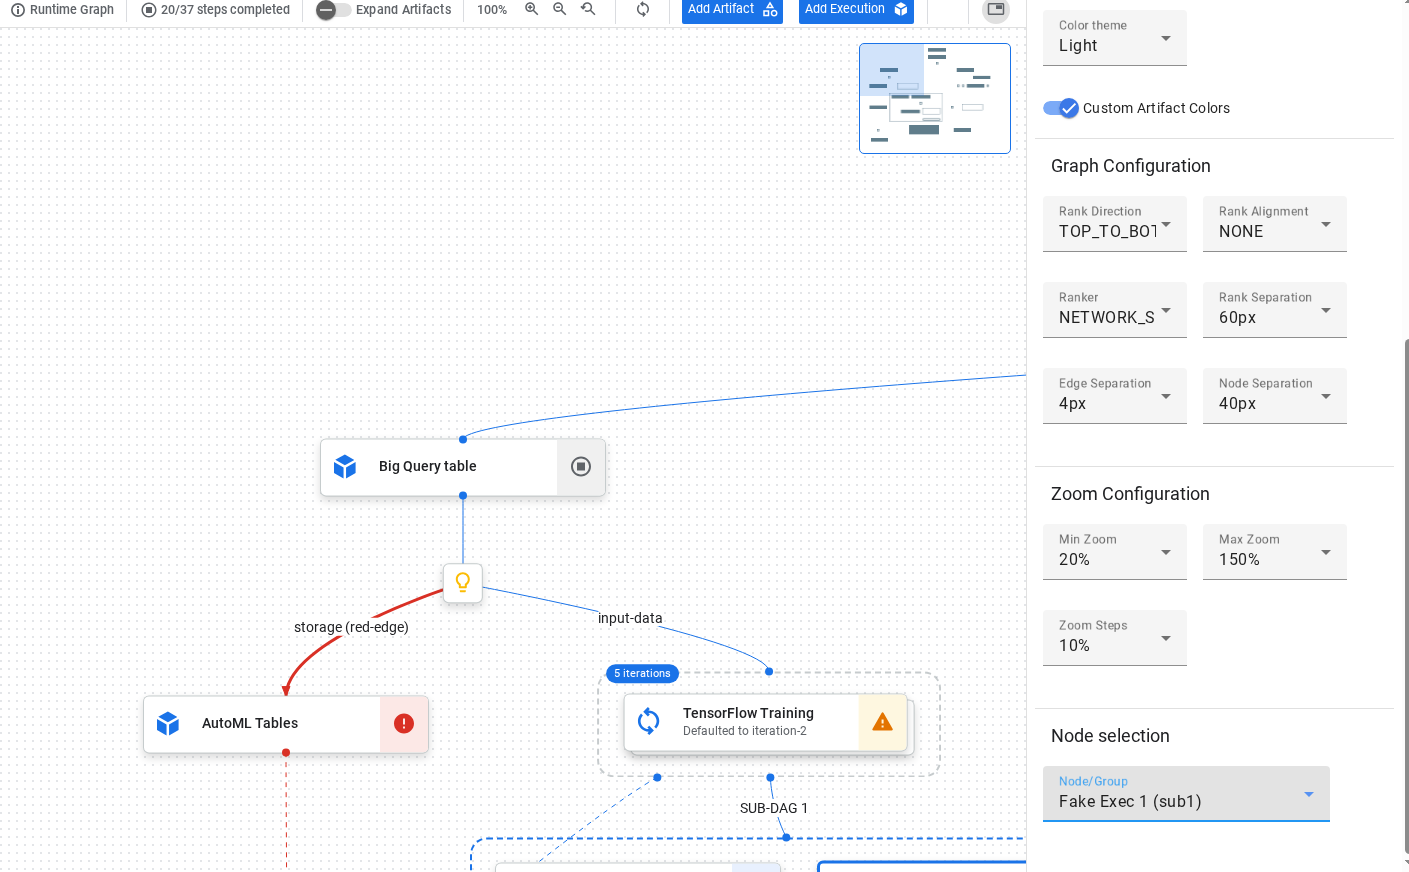 Runtime Graph
20/37 steps completed
Expand Artifacts
100%
Add Artifact
Add Execution
Color theme
Light
Custom Artifact Colors
Graph Configuration
Rank Direction
TOP_TO_BOT
Rank Alignment
NONE
Ranker
NETWORK_S
Rank Separation
60px
Edge Separation
4px
Node Separation
40px
Zoom Configuration
Min Zoom
20%
Max Zoom
150%
Zoom Steps
10%
Node selection
Node/Group
Fake Exec 1 (sub1)
Big Query table
storage (red-edge)
input-data
5 iterations
AutoML Tables
TensorFlow Training
Defaulted to iteration-2
SUB-DAG 1